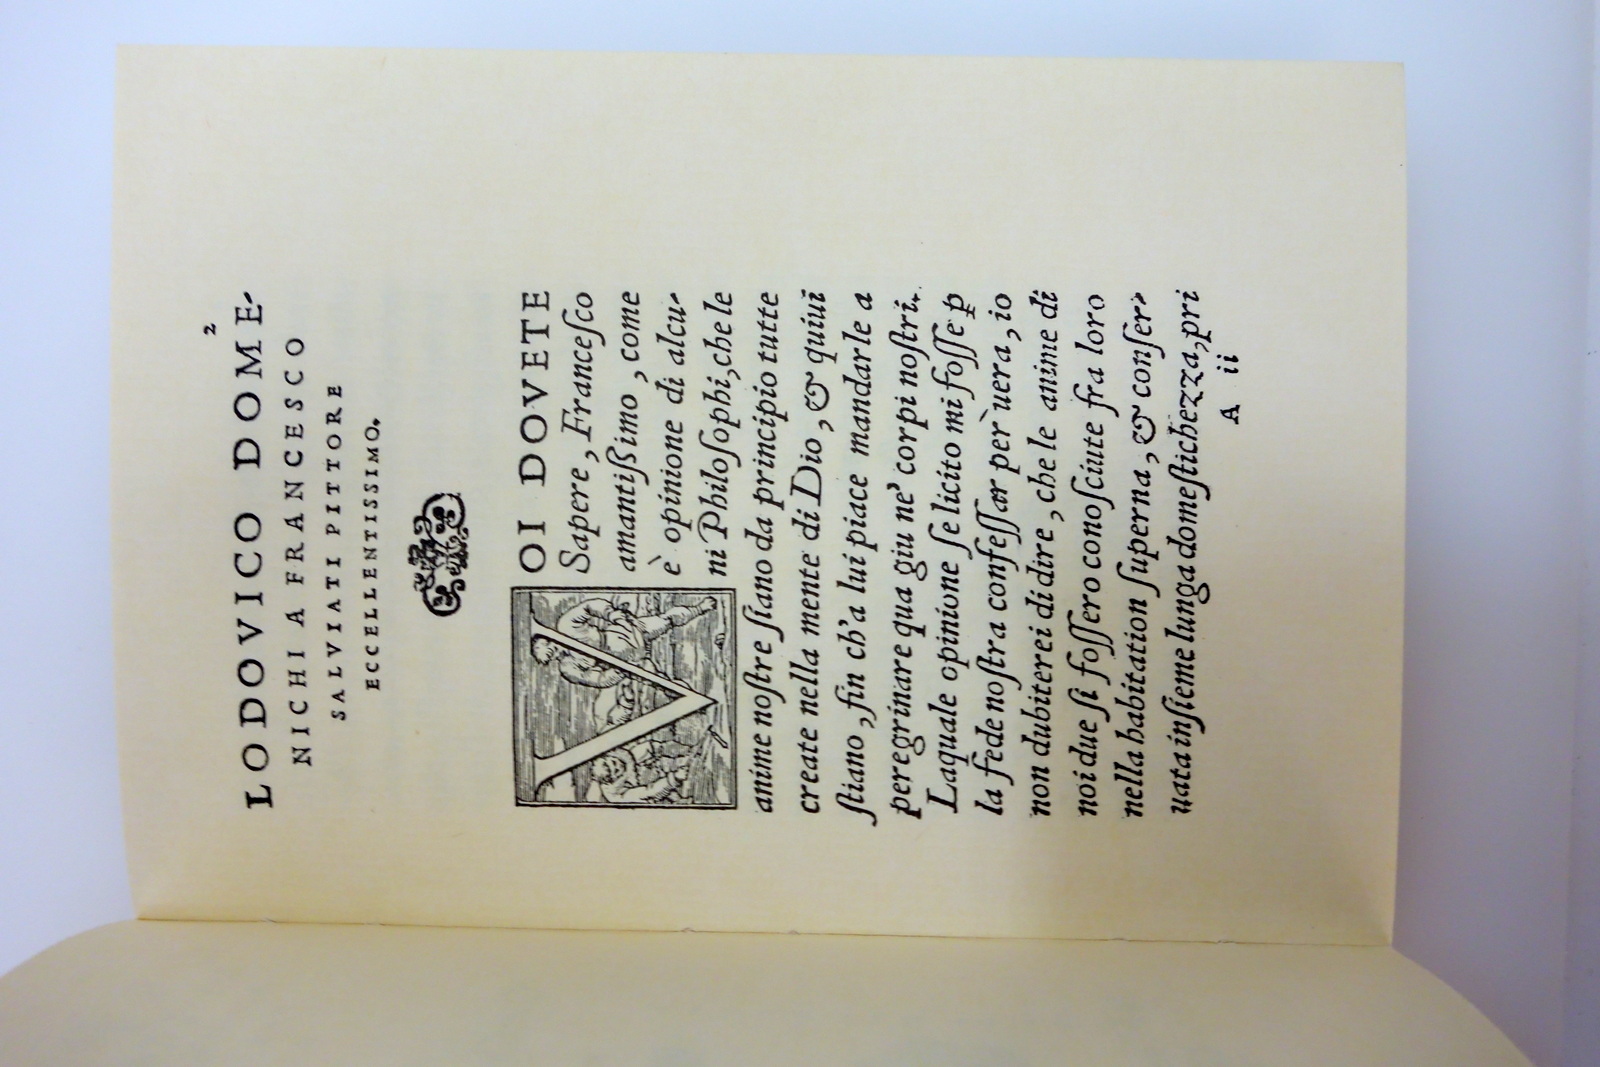 2
LODOVICO DOME-
NICHI A FRANCESCO
SALVIATI PITTORE
ECCELLENTISSIMO.
VOI DOVETE
Sapere, Franceſco
amantiſſimo, come
è opinione di alcu-
ni Philoſophi, che le
anime noſtre ſiano da principio tutte
create nella mente di Dio, & quiui
ſtiano, fin ch'a lui piace mandarle a
peregrinare qua giu ne' corpi noſtri.
Laquale opinione ſe licito mi foſſe ꝑ
la fede noſtra confeſſar per uera, io
non dubiterei di dire, che le anime di
noi due ſi foſſero conoſciute fra loro
nella habitation ſuperna, & conſer-
uata inſieme lunga domeſtichezza, pri
A ii